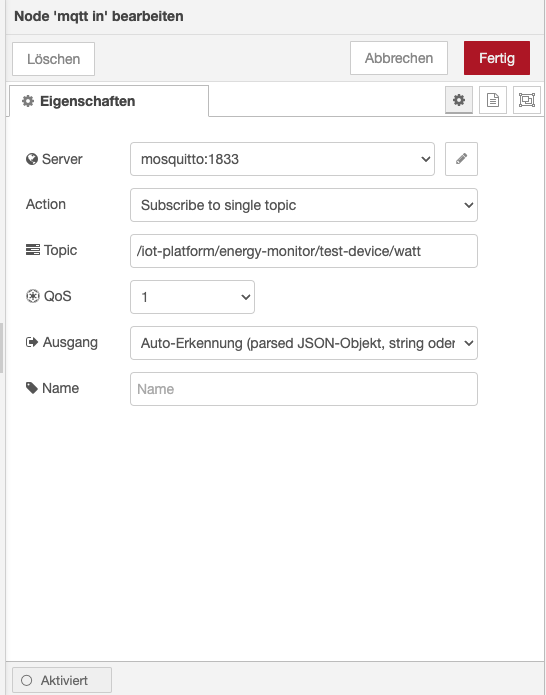 Node 'mqtt in' bearbeiten
Löschen
Abbrechen
Fertig
Eigenschaften
Server
mosquitto:1833
Action
Subscribe to single topic
Topic
/iot-platform/energy-monitor/test-device/watt
QoS
1
Ausgang
Auto-Erkennung (parsed JSON-Objekt, string oder
Name
Name
Aktiviert